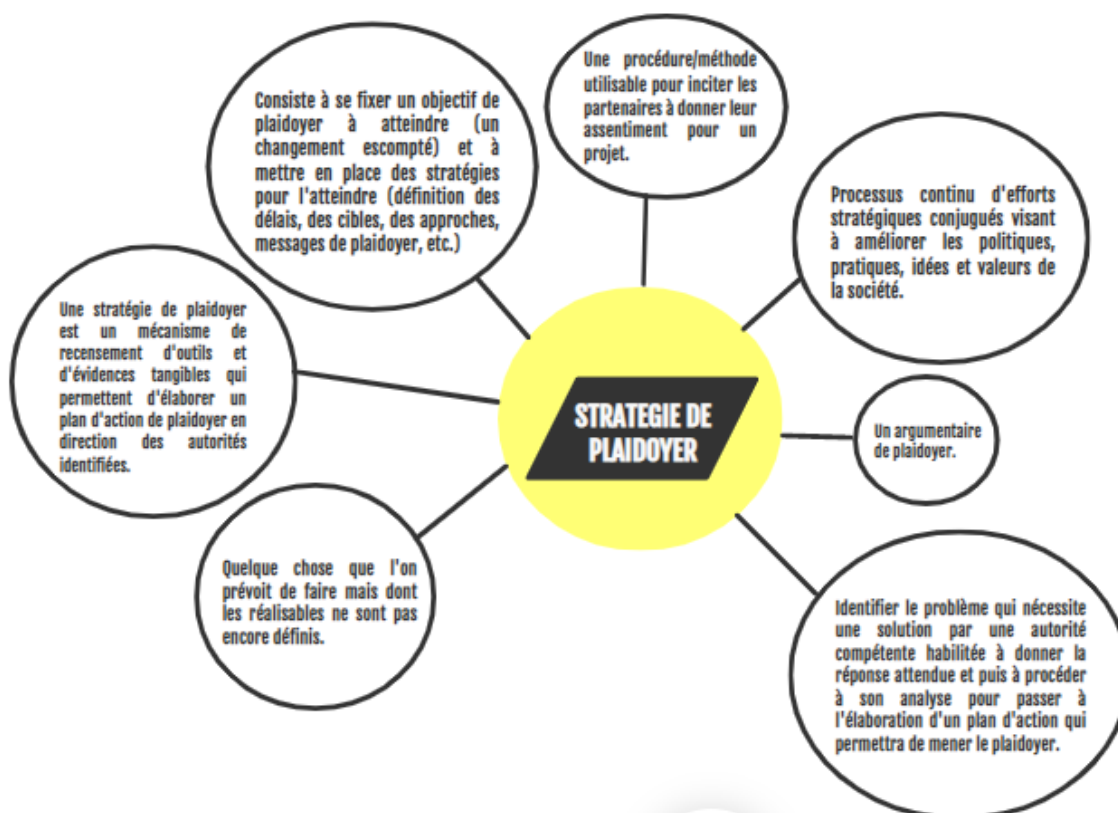 Une procédure/méthode
utilisable pour inciter les
partenaires à donner leur
assentiment pour un
projet.
Consiste à se fixer un objectif de
plaidoyer à atteindre (un
changement escompté) et à
mettre en place des stratégies
pour l'atteindre (définition des
délais, des cibles, des approches,
messages de plaidoyer, etc.)
Processus continu d'efforts
stratégiques conjugués visant
à améliorer les politiques,
pratiques, idées et valeurs de
la société.
Une stratégie de plaidoyer
est un mécanisme de
recensement d'outils et
d'évidences tangibles qui
permettent d'élaborer un
plan d'action de plaidoyer en
direction des autorités
identifiées.
STRATEGIE DE
PLAIDOYER
Un argumentaire
de plaidoyer.
Quelque chose que l'on
prévoit de faire mais dont
les réalisables ne sont pas
encore définis.
Identifier le problème qui nécessite
une solution par une autorité
compétente habilitée à donner la
réponse attendue et puis à procéder
à son analyse pour passer à
l'élaboration d'un plan d'action qui
permettra de mener le plaidoyer.